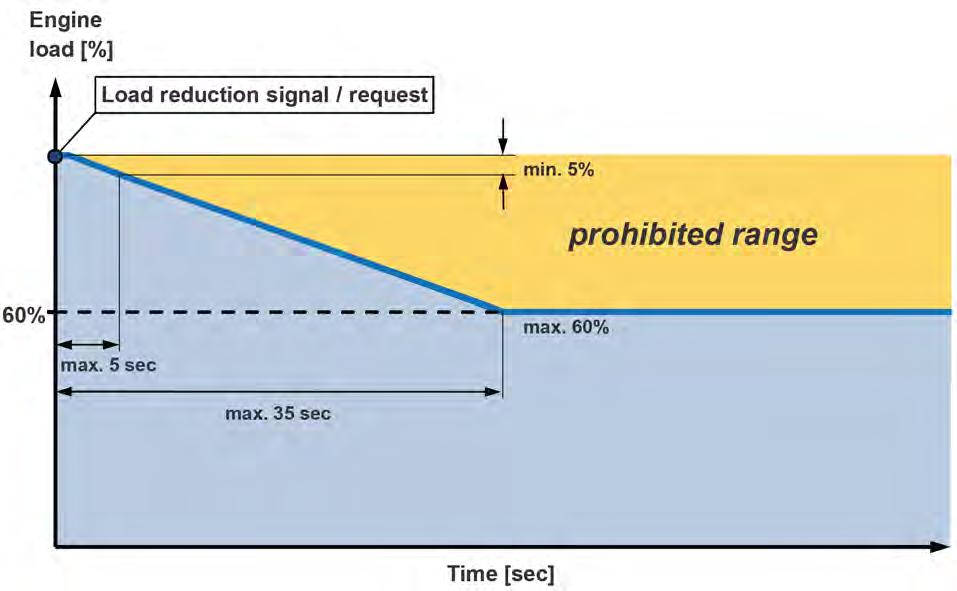 Engine
load [%]
Load reduction signal / request
min. 5%
prohibited range
60%
max. 60%
max. 5 sec
max. 35 sec
Time [sec]